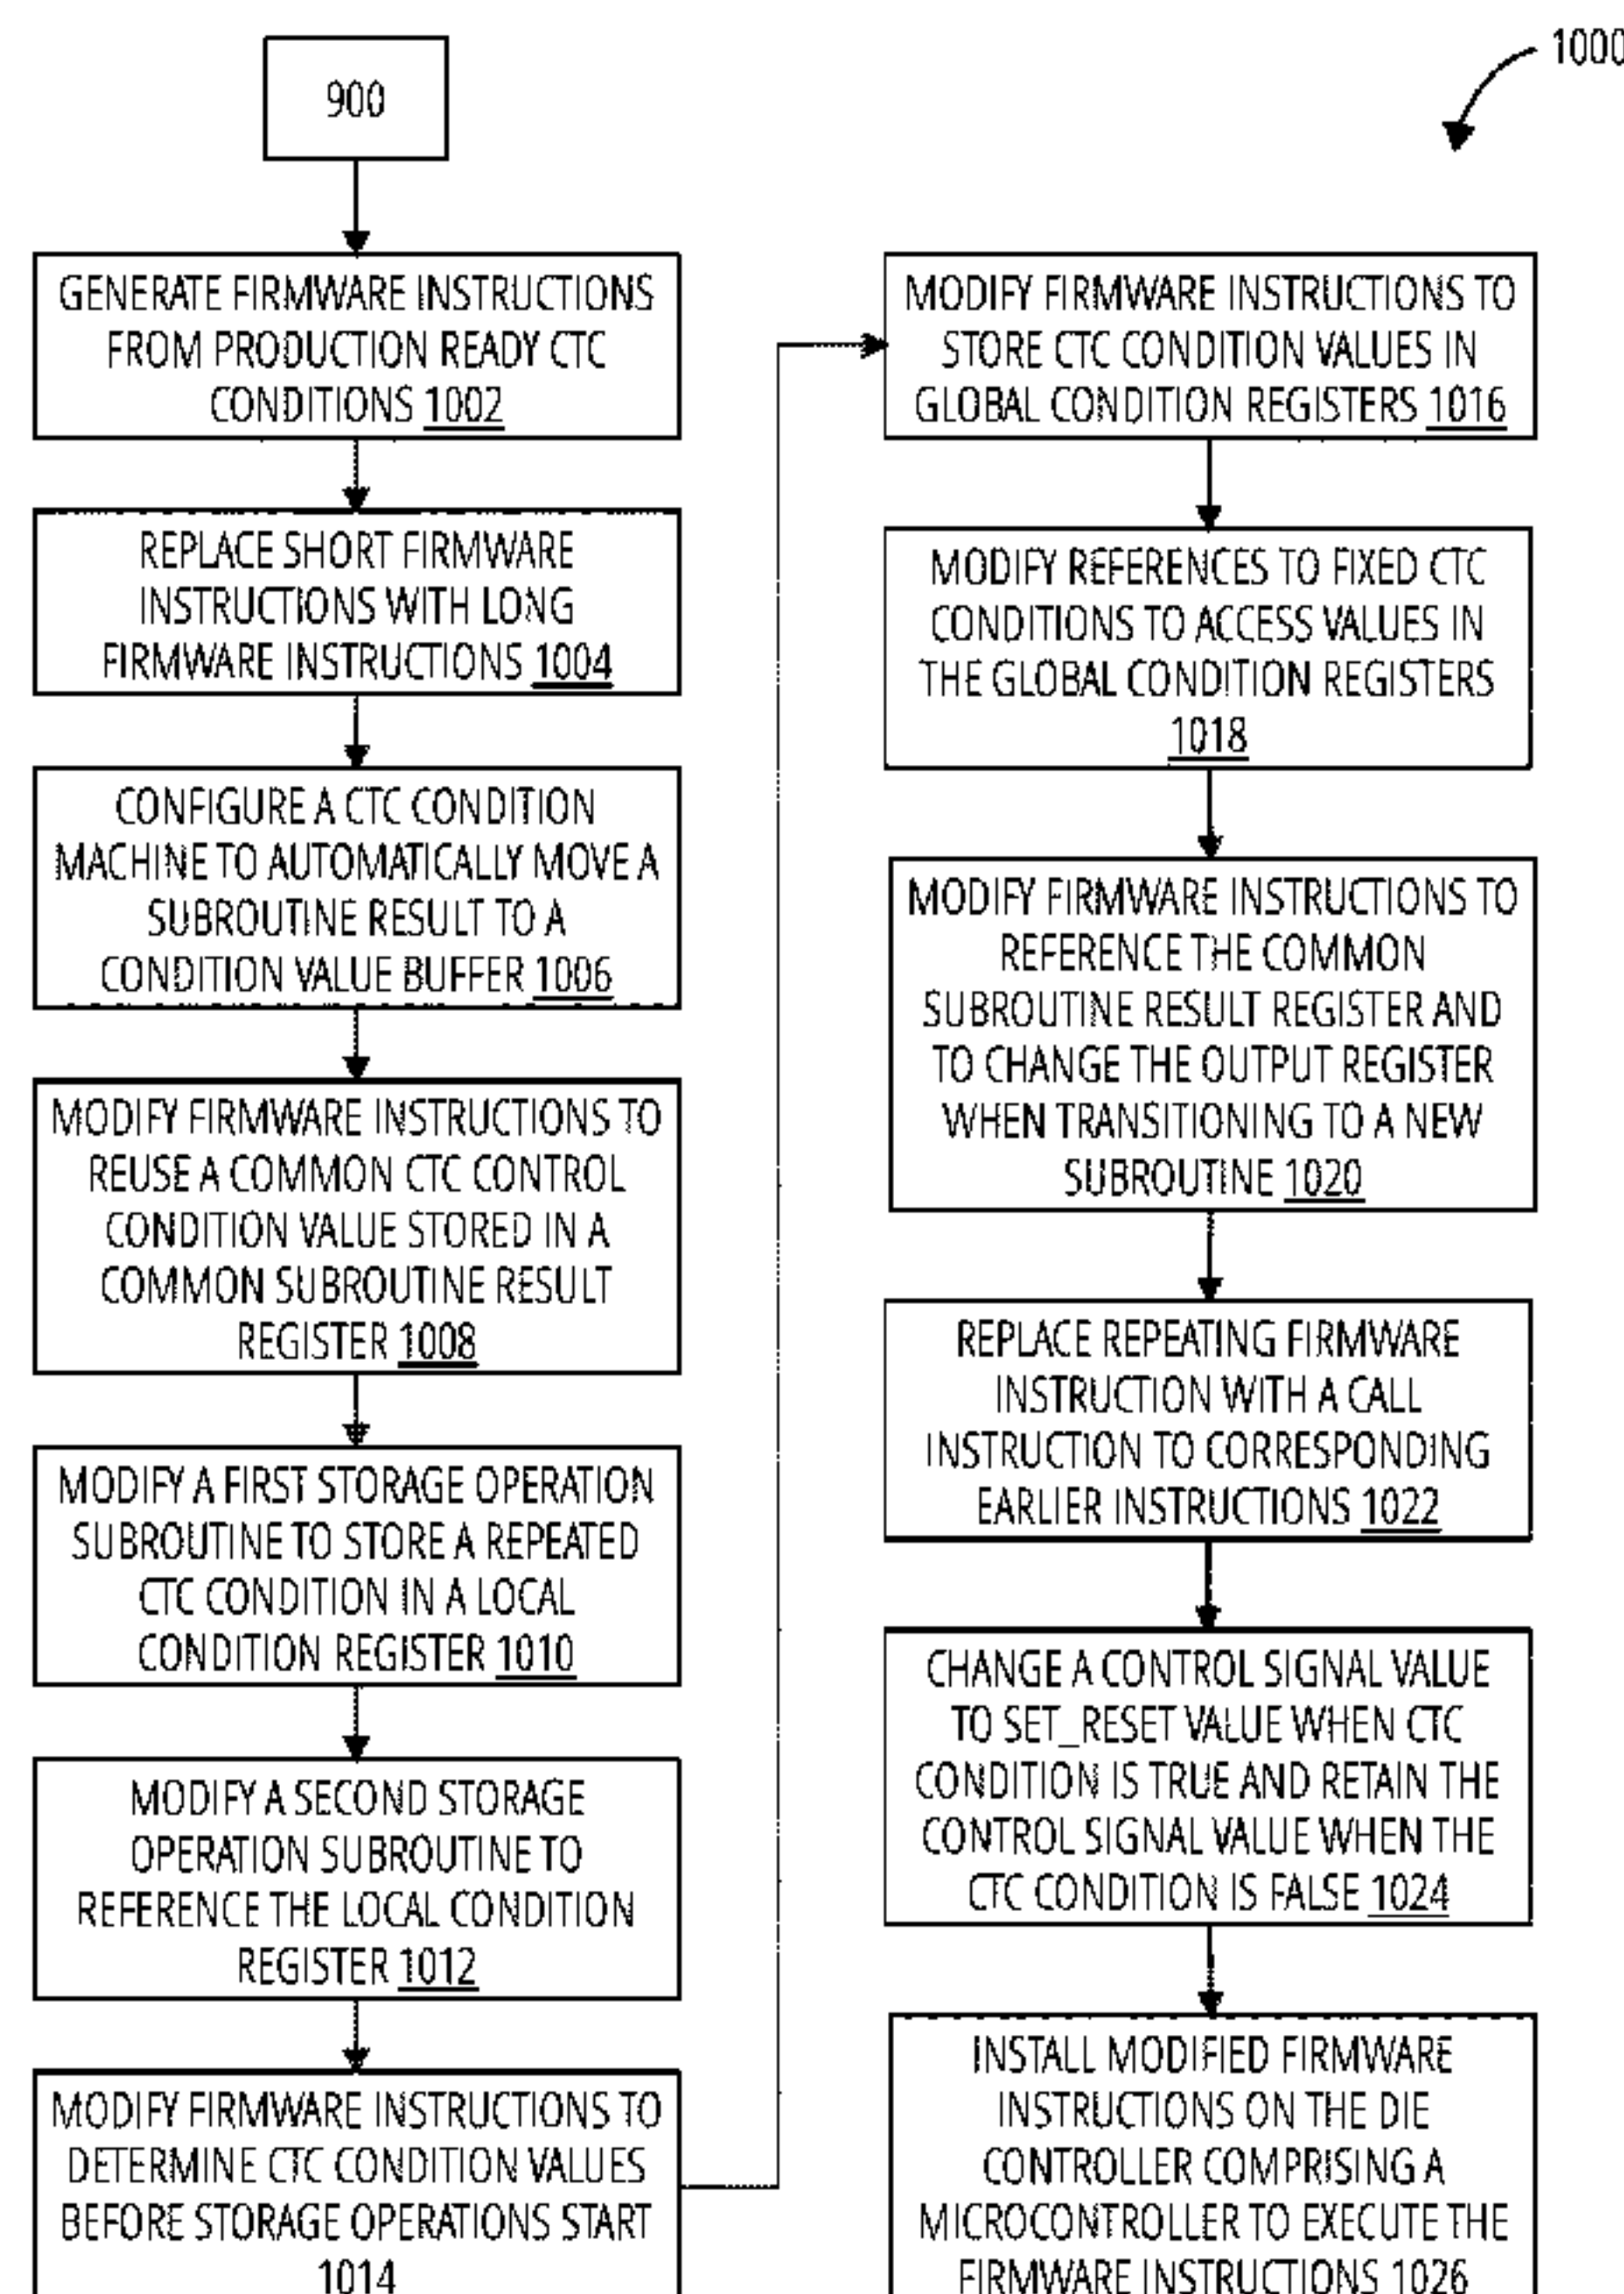 1000
900
GENERATE FIRMWARE INSTRUCTIONS
FROM PRODUCTION READY CTC
CONDITIONS 1002
REPLACE SHORT FIRMWARE
INSTRUCTIONS WITH LONG
FIRMWARE INSTRUCTIONS 1004
CONFIGURE A CTC CONDITION
MACHINE TO AUTOMATICALLY MOVE A
SUBROUTINE RESULT TO A
CONDITION VALUE BUFFER 1006
MODIFY FIRMWARE INSTRUCTIONS TO
REUSE A COMMON CTC CONTROL
CONDITION VALUE STORED IN A
COMMON SUBROUTINE RESULT
REGISTER 1008
MODIFY A FIRST STORAGE OPERATION
SUBROUTINE TO STORE A REPEATED
CTC CONDITION IN A LOCAL
CONDITION REGISTER 1010
MODIFY A SECOND STORAGE
OPERATION SUBROUTINE TO
REFERENCE THE LOCAL CONDITION
REGISTER 1012
MODIFY FIRMWARE INSTRUCTIONS TO
DETERMINE CTC CONDITION VALUES
BEFORE STORAGE OPERATIONS START
1014
MODIFY FIRMWARE INSTRUCTIONS TO
STORE CTC CONDITION VALUES IN
GLOBAL CONDITION REGISTERS 1016
MODIFY REFERENCES TO FIXED CTC
CONDITIONS TO ACCESS VALUES IN
THE GLOBAL CONDITION REGISTERS
1018
MODIFY FIRMWARE INSTRUCTIONS TO
REFERENCE THE COMMON
SUBROUTINE RESULT REGISTER AND
TO CHANGE THE OUTPUT REGISTER
WHEN TRANSITIONING TO A NEW
SUBROUTINE 1020
REPLACE REPEATING FIRMWARE
INSTRUCTION WITH A CALL
INSTRUCTION TO CORRESPONDING
EARLIER INSTRUCTIONS 1022
CHANGE A CONTROL SIGNAL VALUE
TO SET_RESET VALUE WHEN CTC
CONDITION IS TRUE AND RETAIN THE
CONTROL SIGNAL VALUE WHEN THE
CTC CONDITION IS FALSE 1024
INSTALL MODIFIED FIRMWARE
INSTRUCTIONS ON THE DIE
CONTROLLER COMPRISING A
MICROCONTROLLER TO EXECUTE THE
FIRMWARE INSTRUCTIONS 1026